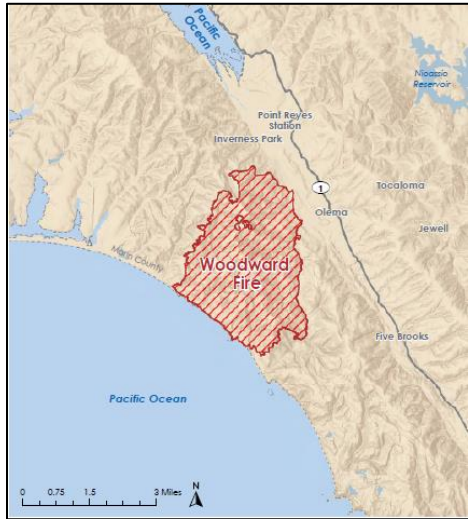 Pacific
Ocean
Nicassio
Reservoir
Point Reyes
Station
Inverness Park
1
Tocaloma
Olema
Jewell
Marin County
Woodward
Fire
Five Brooks
Pacific Ocean
0 0.75 1.5 3 Miles
N